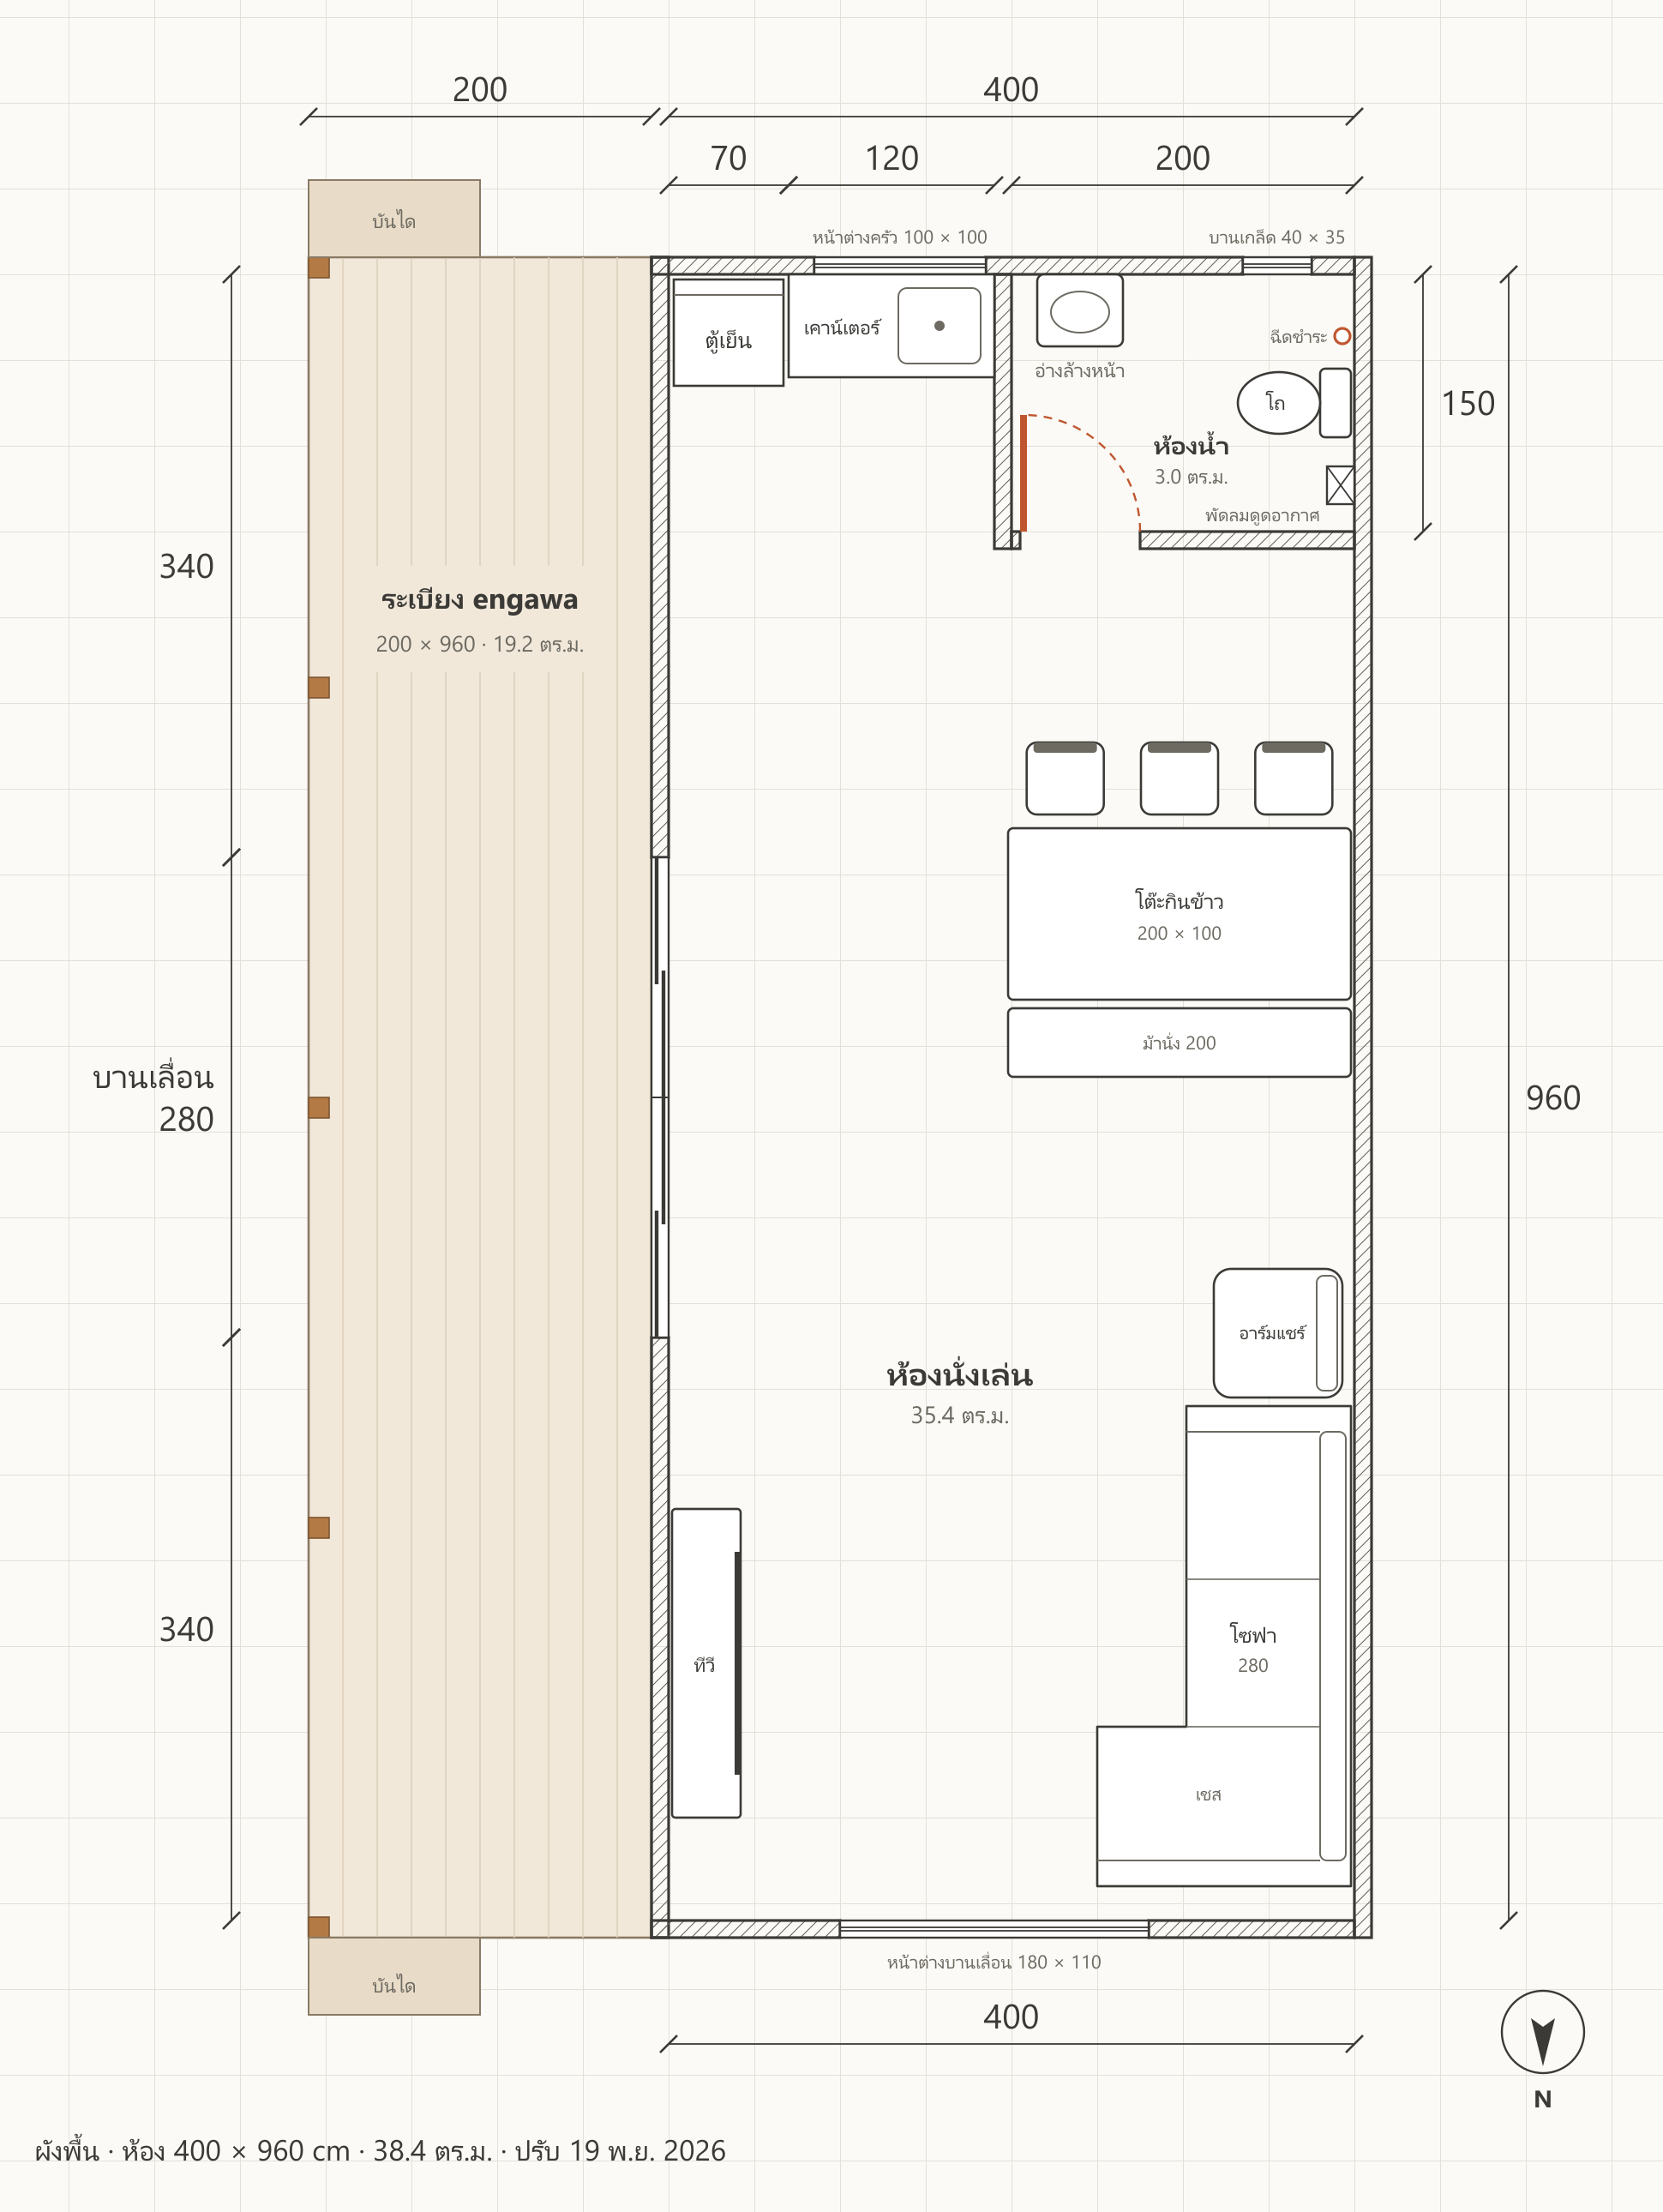 200
400
70
120
200
บันได
หน้าต่างครัว 100 × 100
บานเกล็ด 40 × 35
ตู้เย็น
เคาน์เตอร์
อ่างล้างหน้า
ฉีดชำระ
โถ
ห้องน้ำ
3.0 ตร.ม.
พัดลมดูดอากาศ
150
340
ระเบียง engawa
200 × 960 · 19.2 ตร.ม.
โต๊ะกินข้าว
200 × 100
ม้านั่ง 200
บานเลื่อน
280
960
อาร์มแชร์
ห้องนั่งเล่น
35.4 ตร.ม.
340
ทีวี
โซฟา
280
เชส
บันได
หน้าต่างบานเลื่อน 180 × 110
400
N
ผังพื้น · ห้อง 400 × 960 cm · 38.4 ตร.ม. · ปรับ 19 พ.ย. 2026